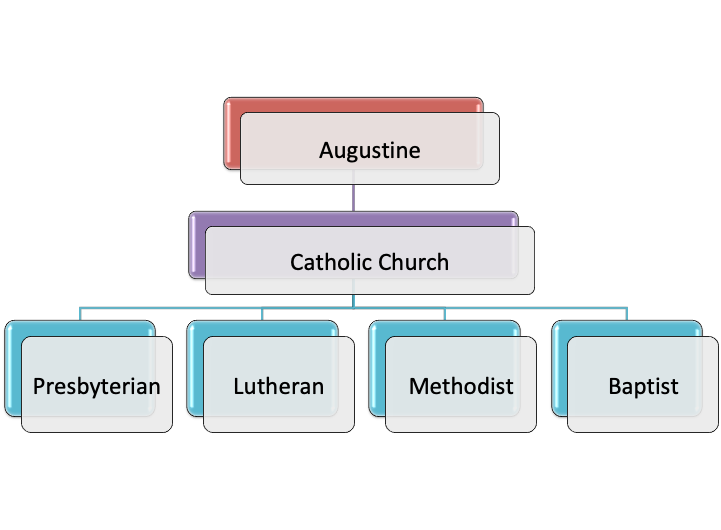 Augustine
Catholic Church
Presbyterian
Lutheran
Methodist
Baptist